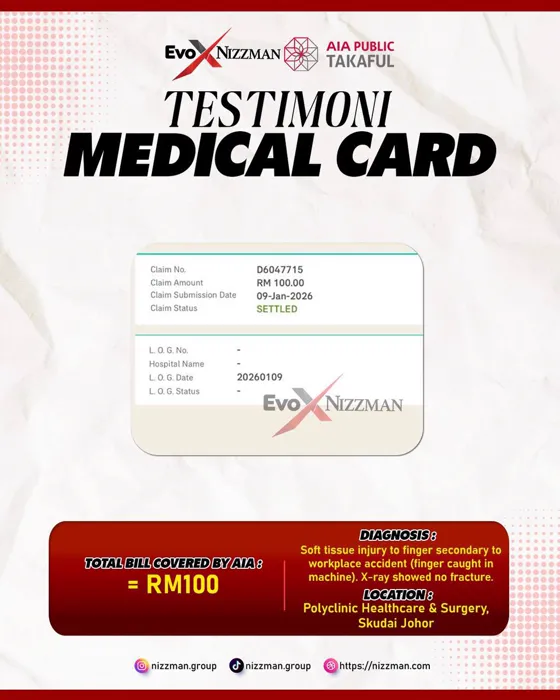 EvoXNIZZMAN AIA PUBLIC
TAKAFUL
TESTIMONI
MEDICAL CARD
Claim No. D6047715
Claim Amount RM 100.00
Claim Submission Date 09-Jan-2026
Claim Status SETTLED
L. O. G. No. -
Hospital Name -
L. O. G. Date 20260109
L. O. G. Status -
EvoXNIZZMAN
TOTAL BILL COVERED BY AIA :
= RM100
DIAGNOSIS :
Soft tissue injury to finger secondary to
workplace accident (finger caught in
machine). X-ray showed no fracture.
LOCATION :
Polyclinic Healthcare & Surgery,
Skudai Johor
nizzman.group nizzman.group https://nizzman.com